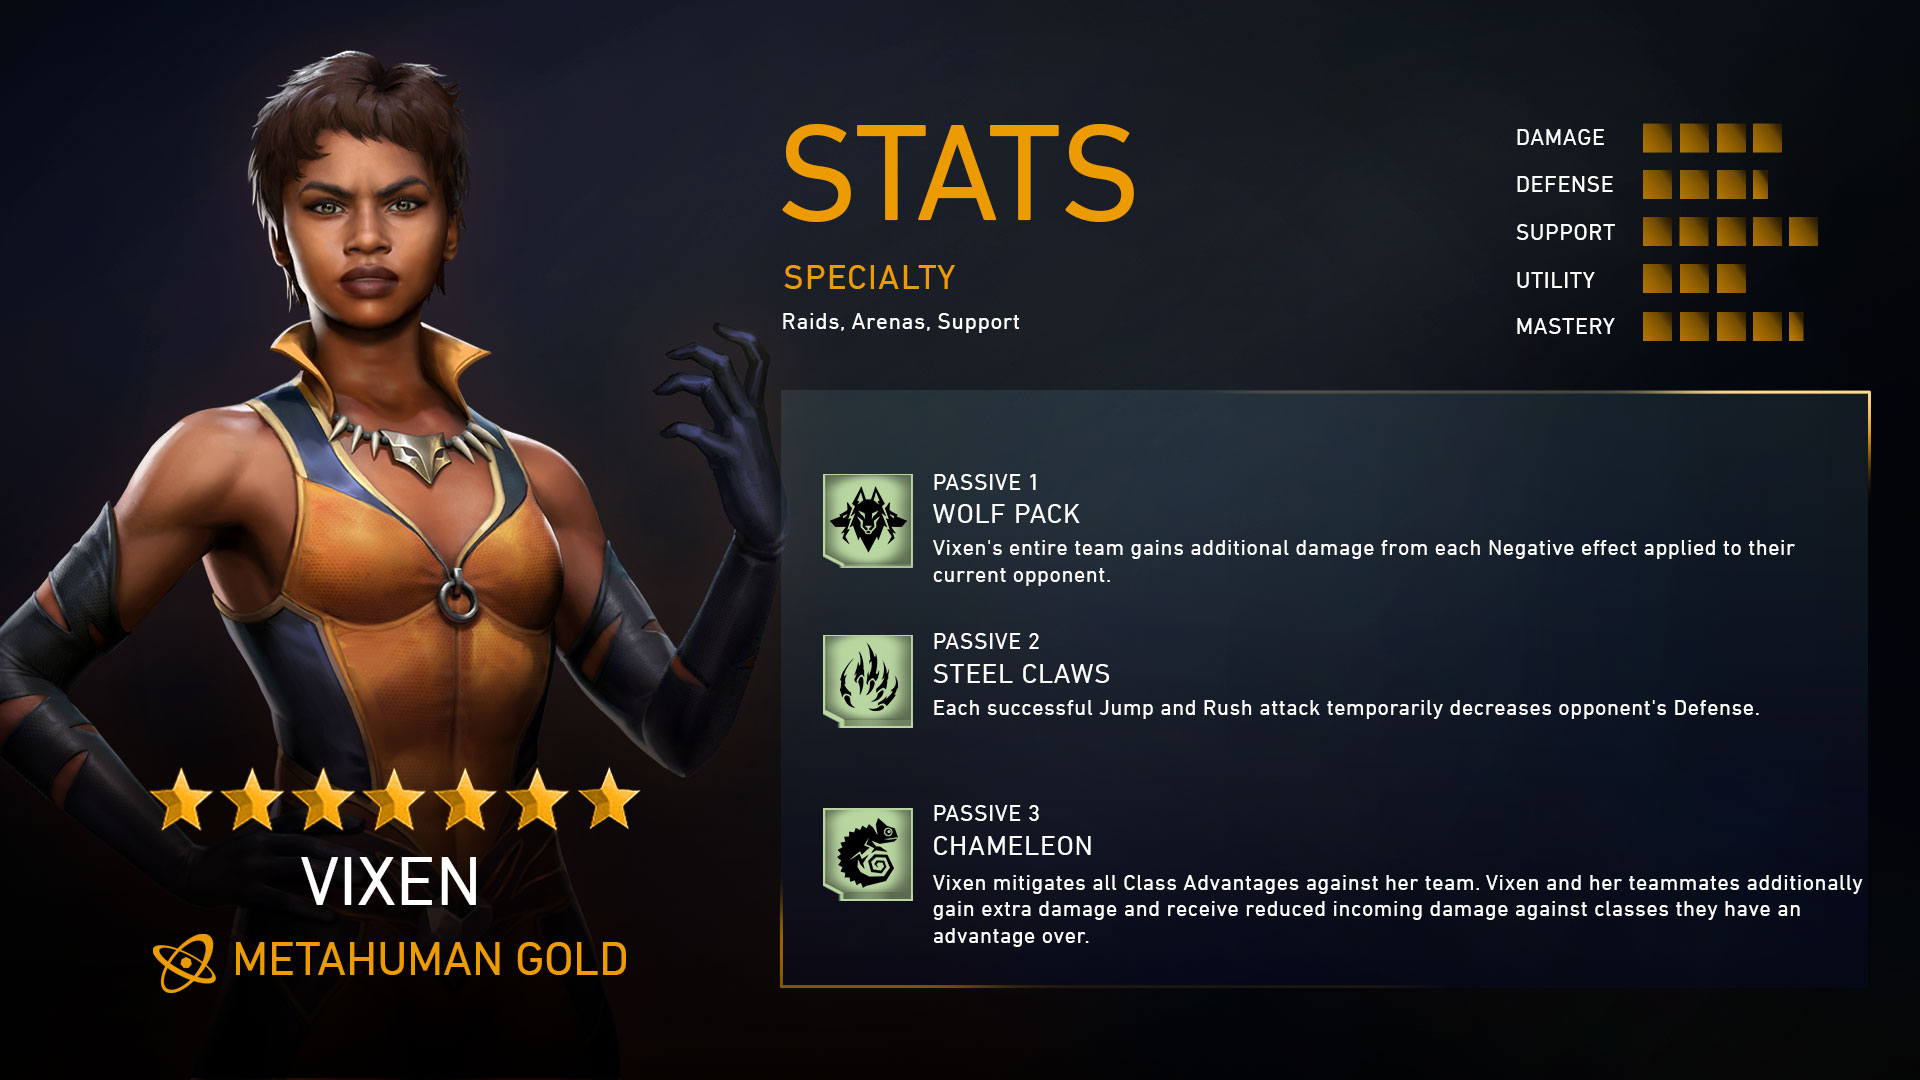 STATS
SPECIALTY
Raids, Arenas, Support
DAMAGE
DEFENSE
SUPPORT
UTILITY
MASTERY
PASSIVE 1
WOLF PACK
Vixen's entire team gains additional damage from each Negative effect applied to their
current opponent.
PASSIVE 2
STEEL CLAWS
Each successful Jump and Rush attack temporarily decreases opponent's Defense.
PASSIVE 3
CHAMELEON
Vixen mitigates all Class Advantages against her team. Vixen and her teammates additionally
gain extra damage and receive reduced incoming damage against classes they have an
advantage over.
VIXEN
METAHUMAN GOLD